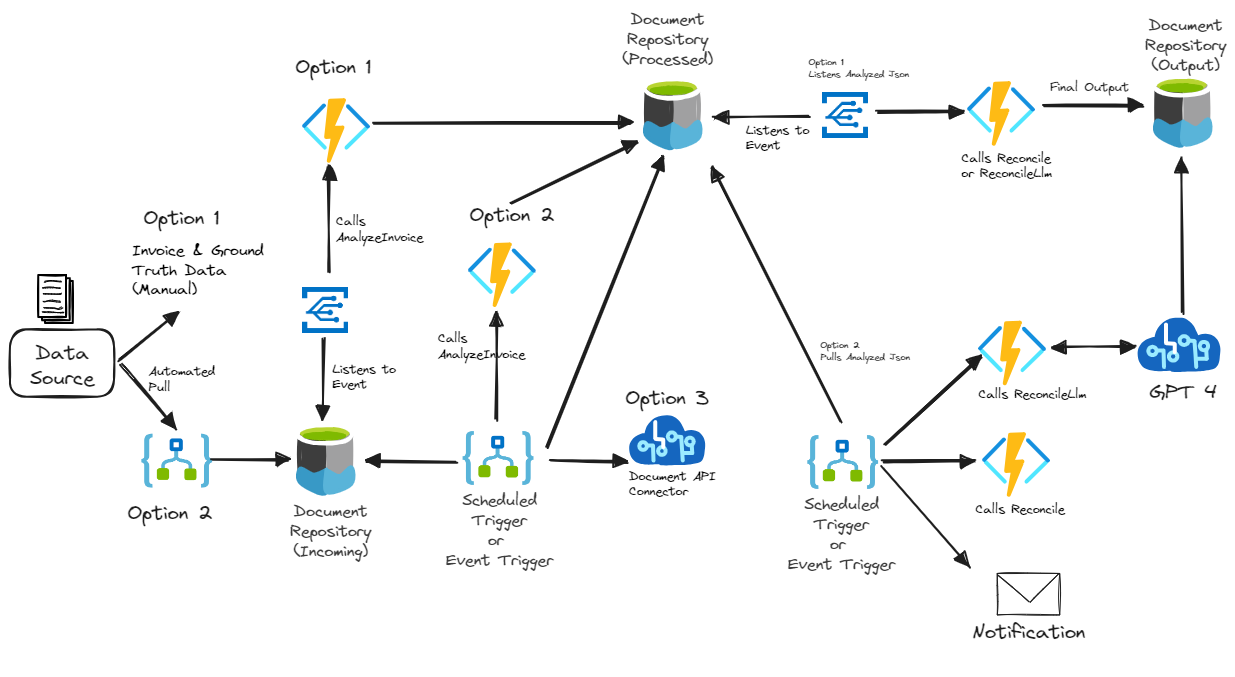 Document
Repository
(Processed)
Document
Repository
(Output)
Option 1
Option 1
Listens Analyzed Json
Final Output
Listens to
Event
Calls Reconcile
or ReconcileLlm
Option 1
Invoice & Ground
Truth Data
(Manual)
Calls
AnalyzeInvoice
Option 2
Data
Source
Automated
Pull
Listens to
Event
Calls
AnalyzeInvoice
Option 2
Pulls Analyzed Json
Calls ReconcileLlm
GPT 4
Option 3
Document API
Connector
Option 2
Document
Repository
(Incoming)
Scheduled
Trigger
or
Event Trigger
Scheduled
Trigger
or
Event Trigger
Calls Reconcile
Notification